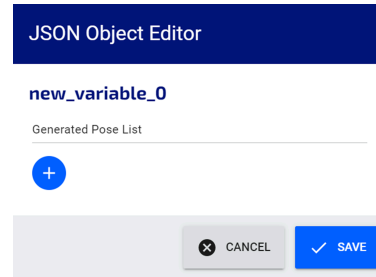 JSON Object Editor
new_variable_0
Generated Pose List
CANCEL
SAVE